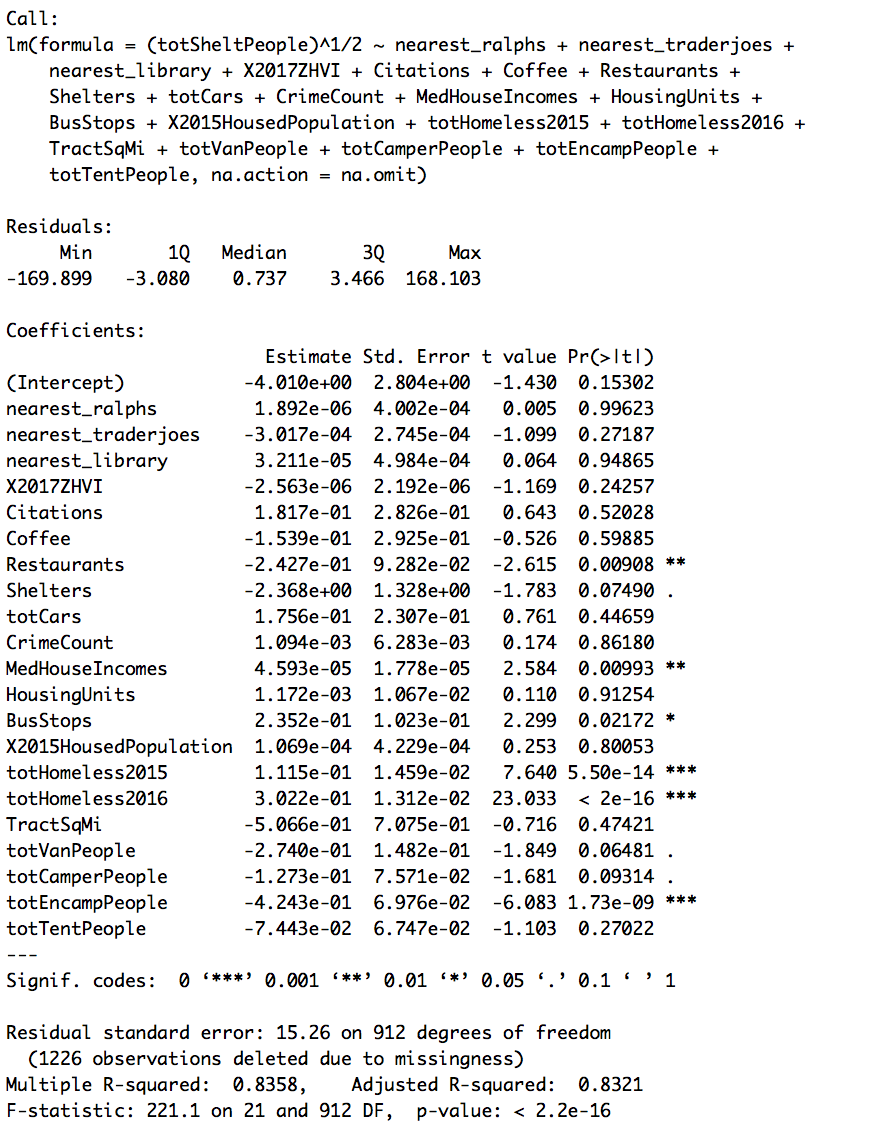 Call:
lm(formula = (totSheltPeople)^1/2 ~ nearest_ralphs + nearest_traderjoes +
    nearest_library + X2017ZHVI + Citations + Coffee + Restaurants +
    Shelters + totCars + CrimeCount + MedHouseIncomes + HousingUnits +
    BusStops + X2015HousedPopulation + totHomeless2015 + totHomeless2016 +
    TractSqMi + totVanPeople + totCamperPeople + totEncampPeople +
    totTentPeople, na.action = na.omit)

Residuals:
     Min       1Q   Median       3Q      Max
-169.899   -3.080    0.737    3.466  168.103

Coefficients:
                        Estimate Std. Error t value Pr(>|t|)
(Intercept)           -4.010e+00  2.804e+00  -1.430  0.15302
nearest_ralphs         1.892e-06  4.002e-04   0.005  0.99623
nearest_traderjoes    -3.017e-04  2.745e-04  -1.099  0.27187
nearest_library        3.211e-05  4.984e-04   0.064  0.94865
X2017ZHVI             -2.563e-06  2.192e-06  -1.169  0.24257
Citations              1.817e-01  2.826e-01   0.643  0.52028
Coffee                -1.539e-01  2.925e-01  -0.526  0.59885
Restaurants           -2.427e-01  9.282e-02  -2.615  0.00908 **
Shelters              -2.368e+00  1.328e+00  -1.783  0.07490 .
totCars                1.756e-01  2.307e-01   0.761  0.44659
CrimeCount             1.094e-03  6.283e-03   0.174  0.86180
MedHouseIncomes        4.593e-05  1.778e-05   2.584  0.00993 **
HousingUnits           1.172e-03  1.067e-02   0.110  0.91254
BusStops               2.352e-01  1.023e-01   2.299  0.02172 *
X2015HousedPopulation  1.069e-04  4.229e-04   0.253  0.80053
totHomeless2015        1.115e-01  1.459e-02   7.640 5.50e-14 ***
totHomeless2016        3.022e-01  1.312e-02  23.033  < 2e-16 ***
TractSqMi             -5.066e-01  7.075e-01  -0.716  0.47421
totVanPeople          -2.740e-01  1.482e-01  -1.849  0.06481 .
totCamperPeople       -1.273e-01  7.571e-02  -1.681  0.09314 .
totEncampPeople       -4.243e-01  6.976e-02  -6.083 1.73e-09 ***
totTentPeople         -7.443e-02  6.747e-02  -1.103  0.27022
---
Signif. codes:  0 ‘***’ 0.001 ‘**’ 0.01 ‘*’ 0.05 ‘.’ 0.1 ‘ ’ 1

Residual standard error: 15.26 on 912 degrees of freedom
  (1226 observations deleted due to missingness)
Multiple R-squared:  0.8358,    Adjusted R-squared:  0.8321
F-statistic: 221.1 on 21 and 912 DF,  p-value: < 2.2e-16